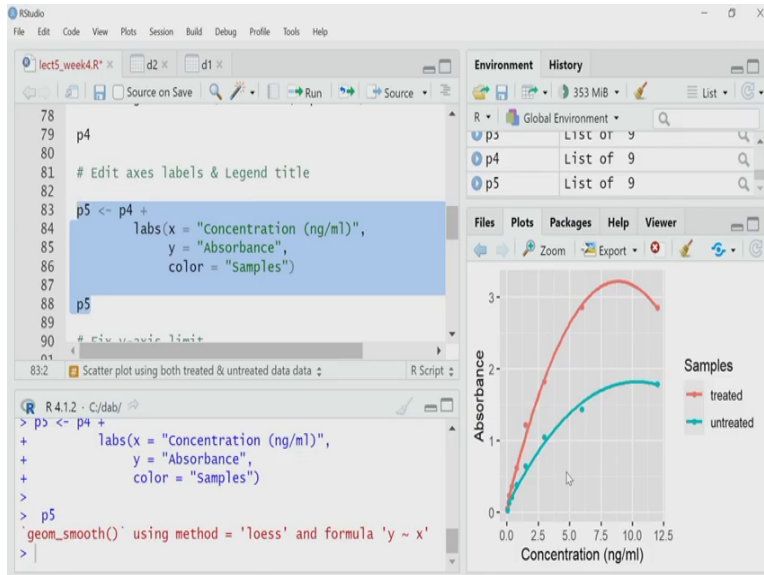 RStudio
File Edit Code View Plots Session Build Debug Profile Tools Help
lect5_week4.R* × d2 × d1 ×
Source on Save Run Source
78
79 p4
80
81 # Edit axes labels & Legend title
82
83 p5 <- p4 +
84 labs(x = "Concentration (ng/ml)",
85 y = "Absorbance",
86 color = "Samples")
87
88 p5
89
90 # Fix y-axis limit
91
83:2 # Scatter plot using both treated & untreated data data R Script
R R 4.1.2 · C:/dab/
> p5 <- p4 +
+ labs(x = "Concentration (ng/ml)",
+ y = "Absorbance",
+ color = "Samples")
>
> p5
`geom_smooth()` using method = 'loess' and formula 'y ~ x'
>
Environment History
353 MiB List
R Global Environment
p3 List of 9
p4 List of 9
p5 List of 9
Files Plots Packages Help Viewer
Zoom Export
3
2
1
0
0.0 2.5 5.0 7.5 10.0 12.5
Absorbance
Concentration (ng/ml)
Samples
treated
untreated